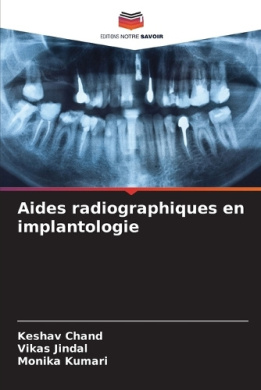 EDITIONS NOTRE SAVOIR
Aides radiographiques en
implantologie
Keshav Chand
Vikas Jindal
Monika Kumari